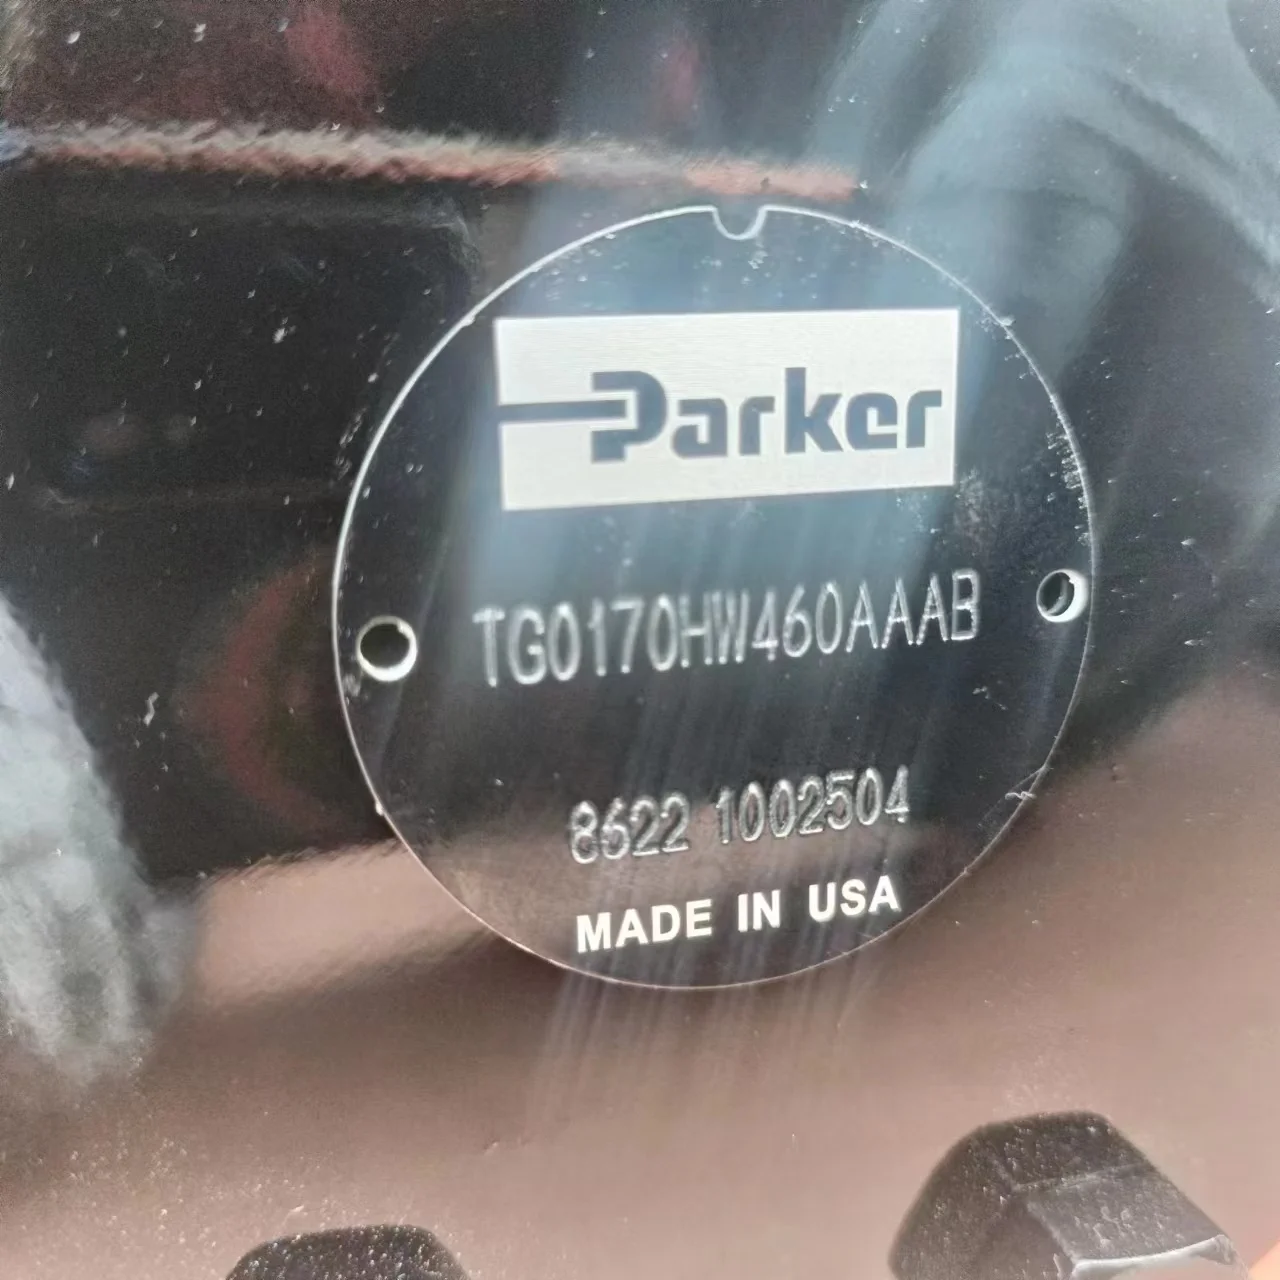 Parker
TG0170HW460AAAB
8622 1002504
MADE IN USA